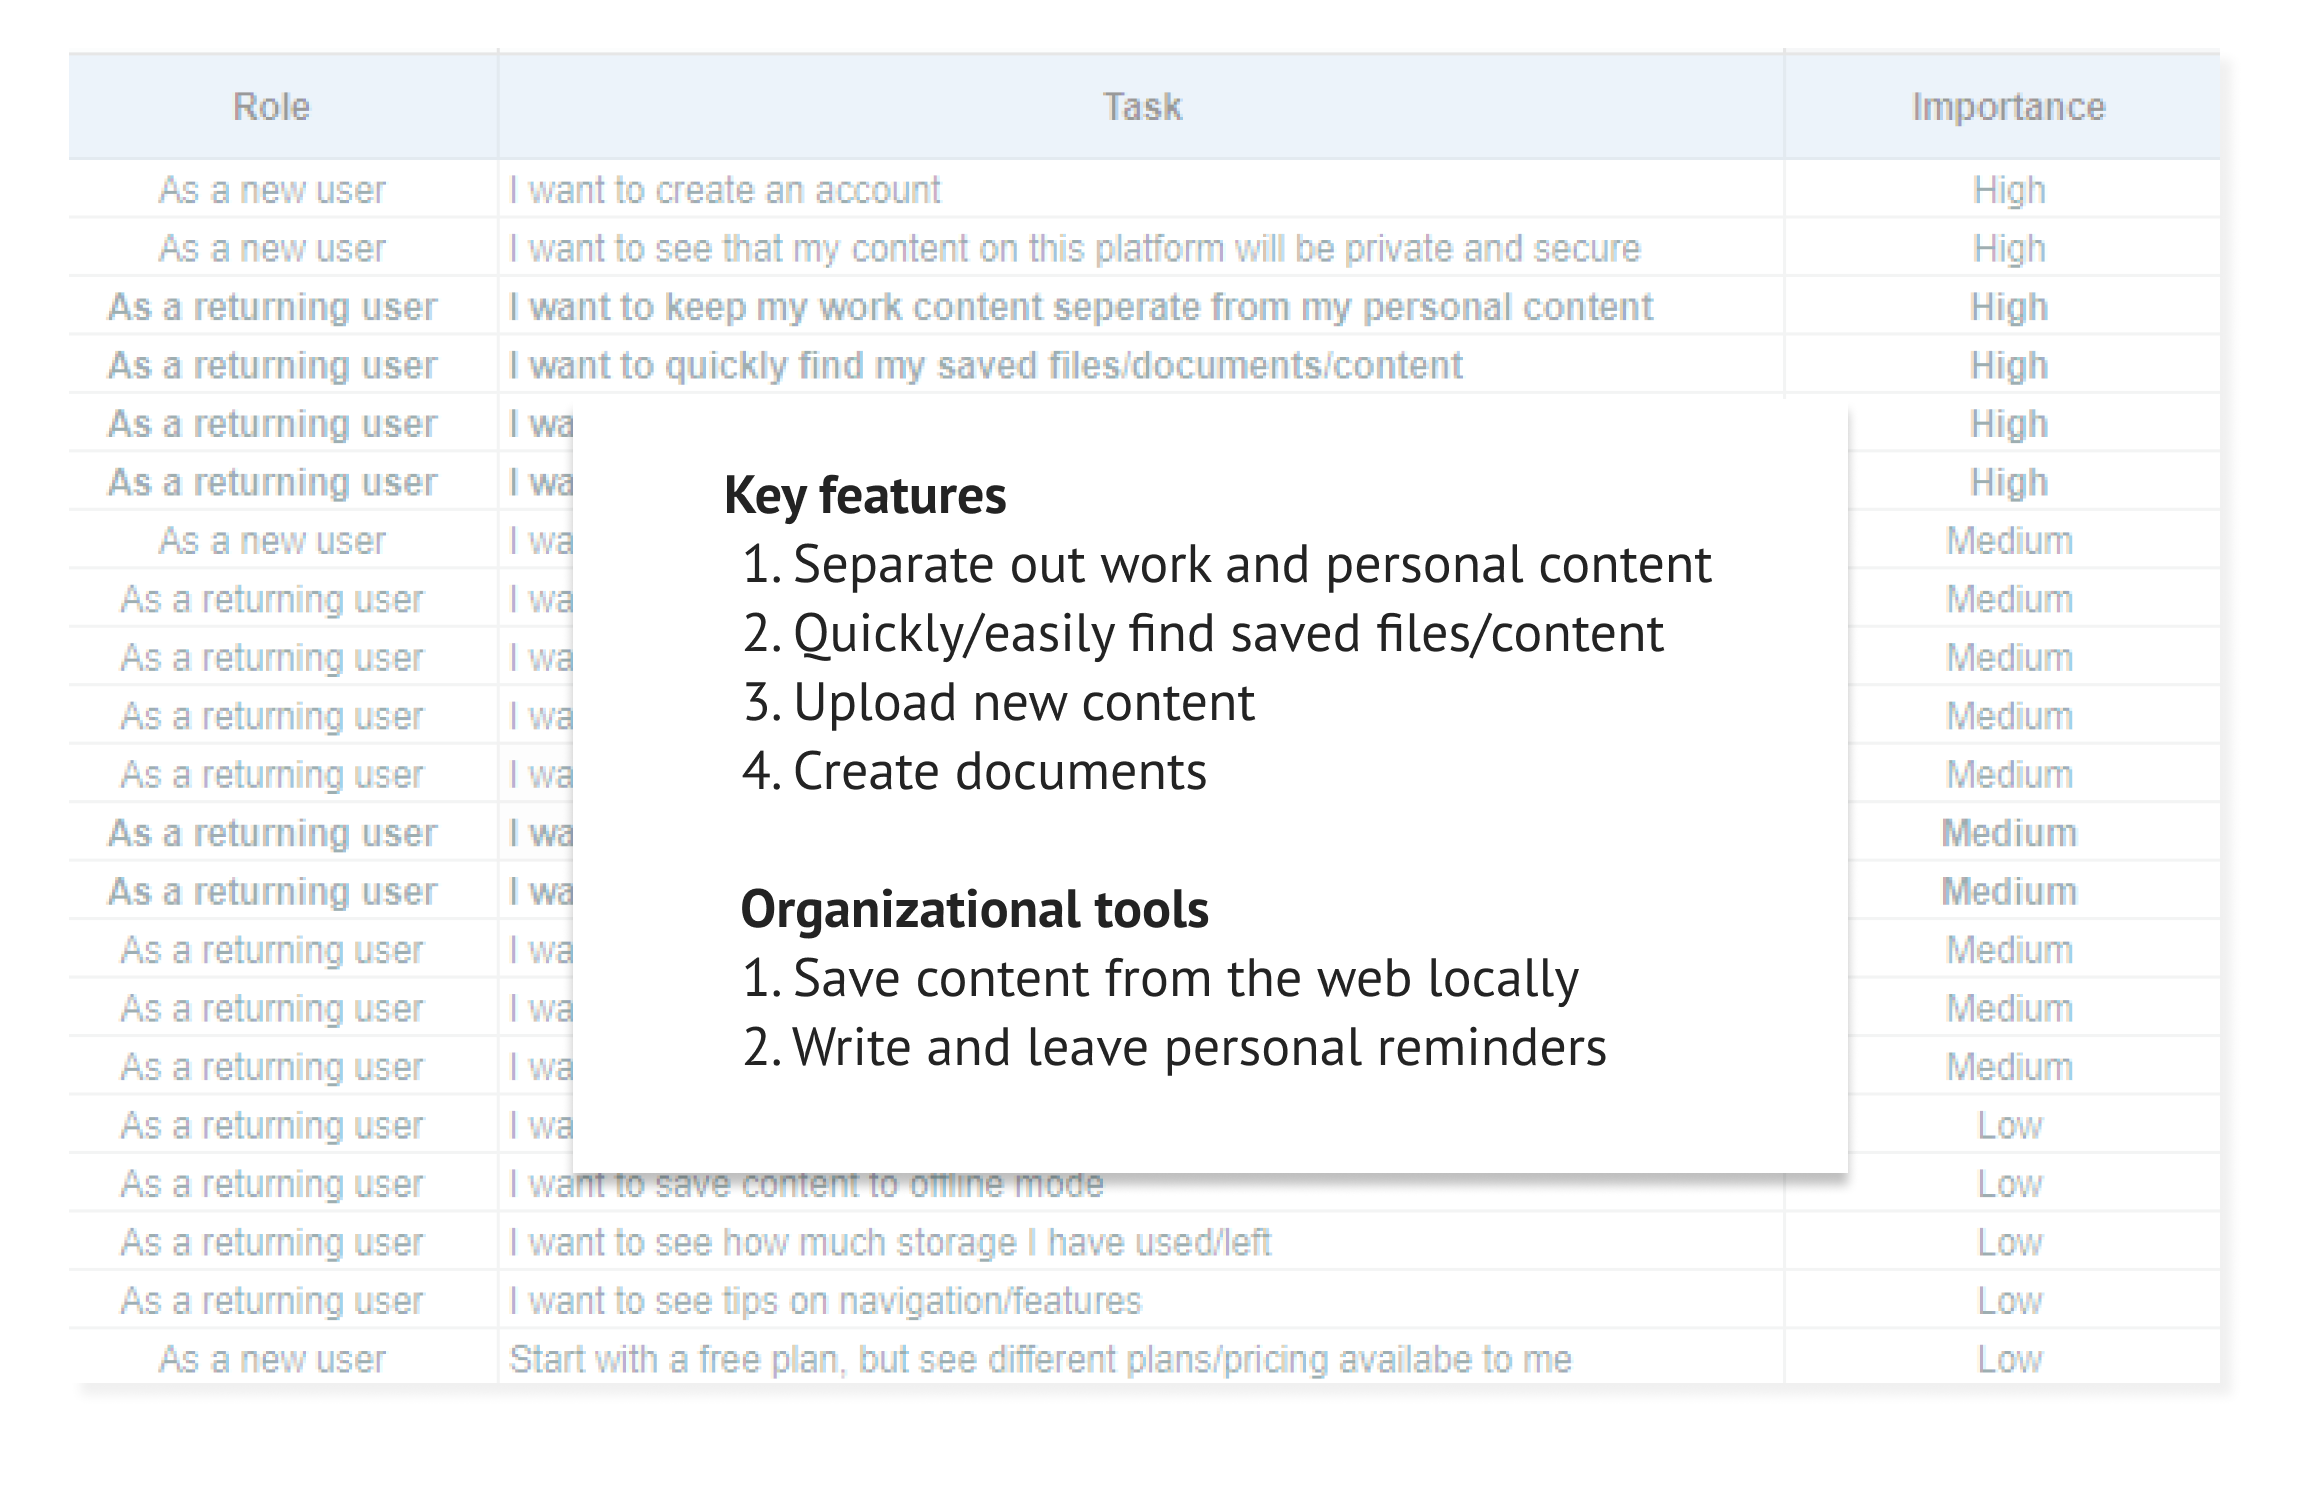 Role Task Importance
As a new user I want to create an account High
As a new user I want to see that my content on this platform will be private and secure High
As a returning user I want to keep my work content seperate from my personal content High
As a returning user I want to quickly find my saved files/documents/content High
As a returning user I wa High
As a returning user I wa High
As a new user I wa Medium
As a returning user I wa Medium
As a returning user I wa Medium
As a returning user I wa Medium
As a returning user I wa Medium
As a returning user I wa Medium
As a returning user I wa Medium
As a returning user I wa Medium
As a returning user I wa Medium
As a returning user I wa Medium
As a returning user I wa Low
As a returning user I want to save content to offline mode Low
As a returning user I want to see how much storage I have used/left Low
As a returning user I want to see tips on navigation/features Low
As a new user Start with a free plan, but see different plans/pricing availabe to me Low
Key features
1. Separate out work and personal content
2. Quickly/easily find saved files/content
3. Upload new content
4. Create documents
Organizational tools
1. Save content from the web locally
2. Write and leave personal reminders